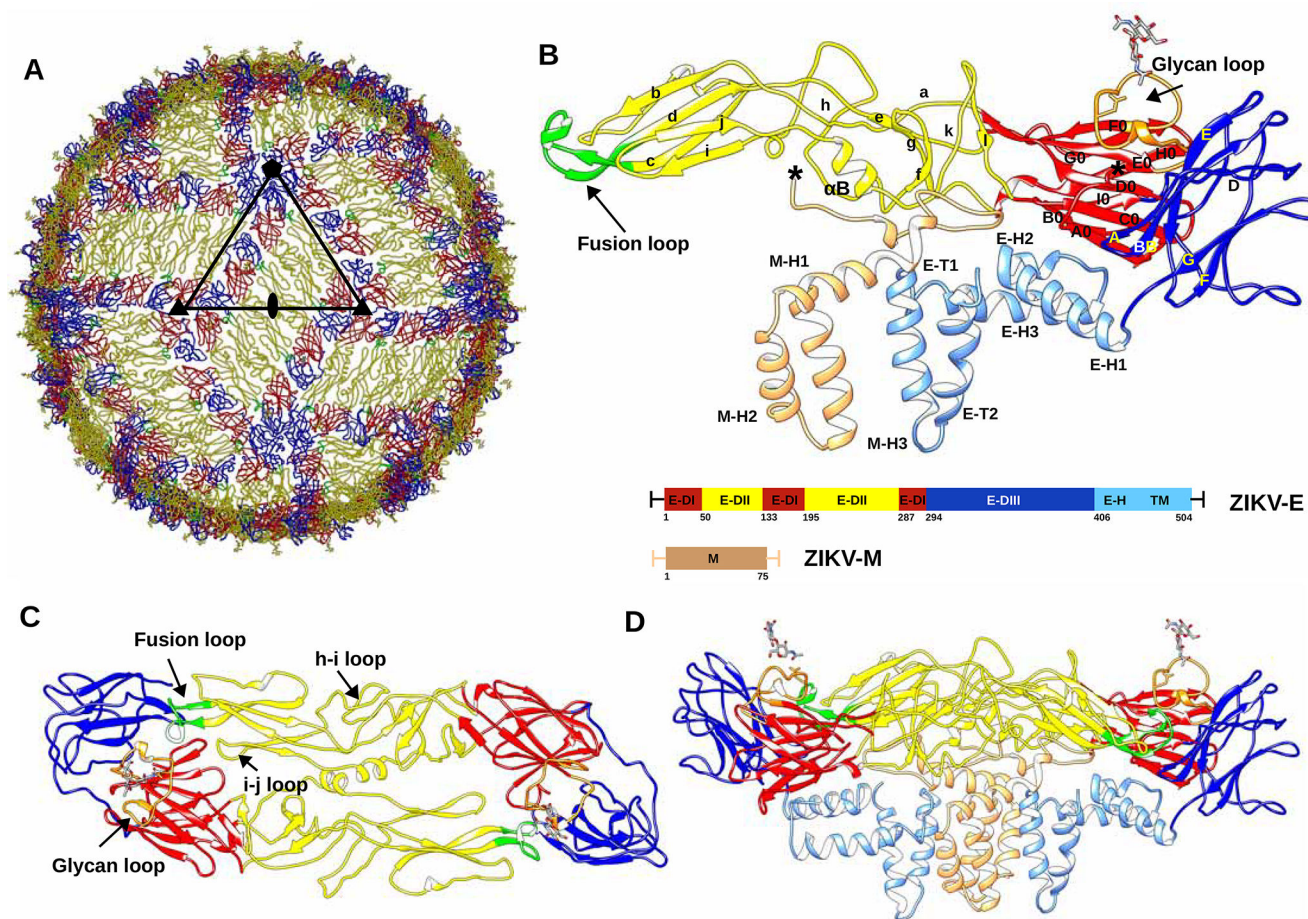 A
B
Glycan loop
b
d
j
c
i
h
e
a
g
k
l
f
αB
*
Fusion loop
F0
G0
H0
E0
*
D0
I0
B0
C0
A0
E
D
A
BB
G
F
M-H1
E-T1
E-H2
E-H3
E-H1
M-H2
M-H3
E-T2
E-DI E-DII E-DI E-DII E-DI E-DIII E-H TM
ZIKV-E
1 50 133 195 287 294 406 504
M
ZIKV-M
1 75
C
Fusion loop
h-i loop
i-j loop
Glycan loop
D